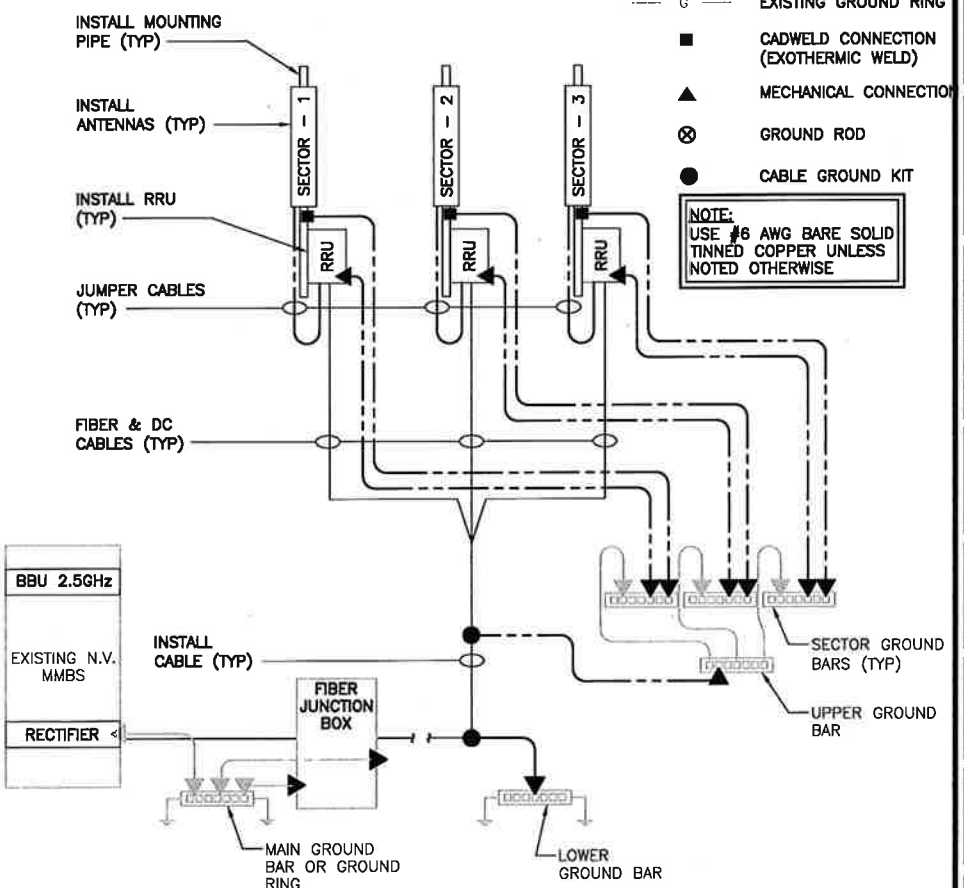 INSTALL MOUNTING
PIPE (TYP)
INSTALL
ANTENNAS (TYP)
INSTALL RRU
(TYP)
JUMPER CABLES
(TYP)
FIBER & DC
CABLES (TYP)
SECTOR - 1
SECTOR - 2
SECTOR - 3
RRU
RRU
RRU
G EXISTING GROUND RING
CADWELD CONNECTION
(EXOTHERMIC WELD)
MECHANICAL CONNECTION
GROUND ROD
CABLE GROUND KIT
NOTE:
USE #6 AWG BARE SOLID
TINNED COPPER UNLESS
NOTED OTHERWISE
BBU 2.5GHz
EXISTING N.V.
MMBS
RECTIFIER <
INSTALL
CABLE (TYP)
FIBER
JUNCTION
BOX
SECTOR GROUND
BARS (TYP)
UPPER GROUND
BAR
MAIN GROUND
BAR OR GROUND
RING
LOWER
GROUND BAR